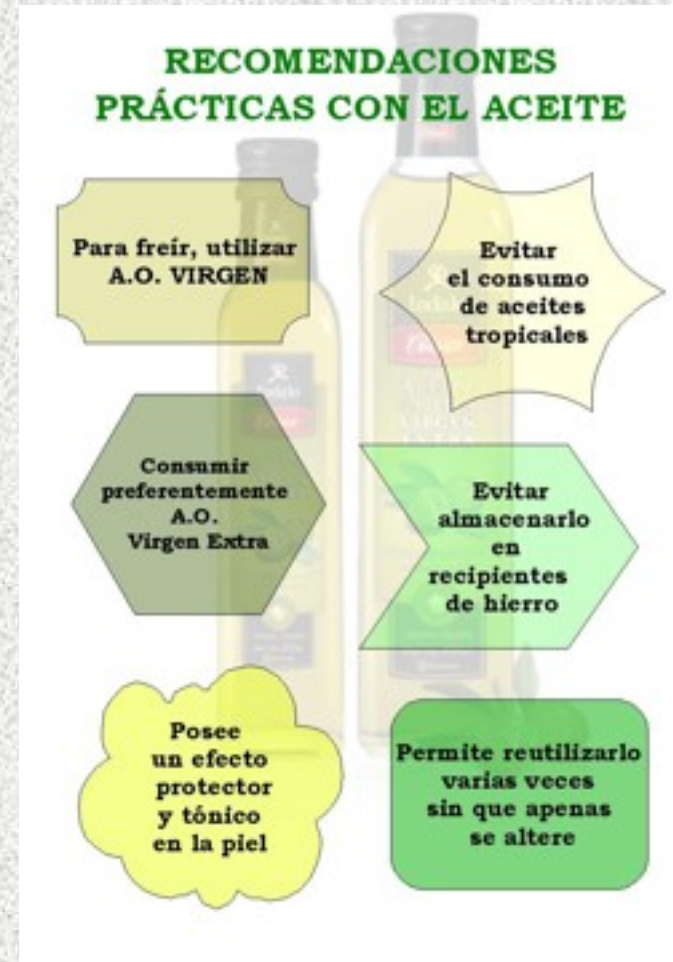 RECOMENDACIONES
PRÁCTICAS CON EL ACEITE
Para freír, utilizar
A.O. VIRGEN
Evitar
el consumo
de aceites
tropicales
Consumir
preferentemente
A.O.
Virgen Extra
Evitar
almacenarlo
en
recipientes
de hierro
Posee
un efecto
protector
y tónico
en la piel
Permite reutilizarlo
varias veces
sin que apenas
se altere